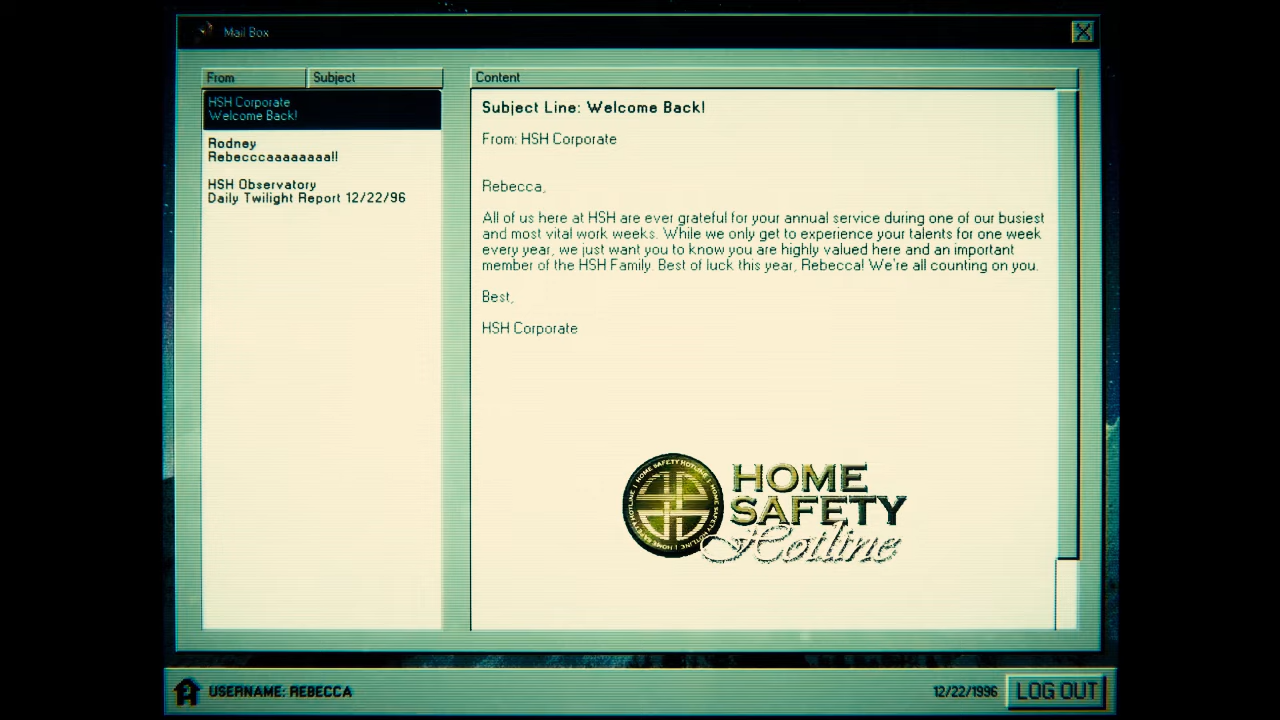 Mail Box
X
From
Subject
Content
HSH Corporate
Welcome Back!
Rodney
Rebecccaaaaaaaa!!
HSH Observatory
Daily Twilight Report 12/22/96
Subject Line: Welcome Back!
From: HSH Corporate
Rebecca,
All of us here at HSH are ever grateful for your annual service during one of our busiest
and most vital work weeks. While we only get to experience your talents for one week
every year, we just want you to know you are highly valued here and an important
member of the HSH Family. Best of luck this year, Rebecca! We're all counting on you.
Best,
HSH Corporate
HOME
SAFETY
Hotline
USERNAME: REBECCA
12/22/1996
LOG OUT